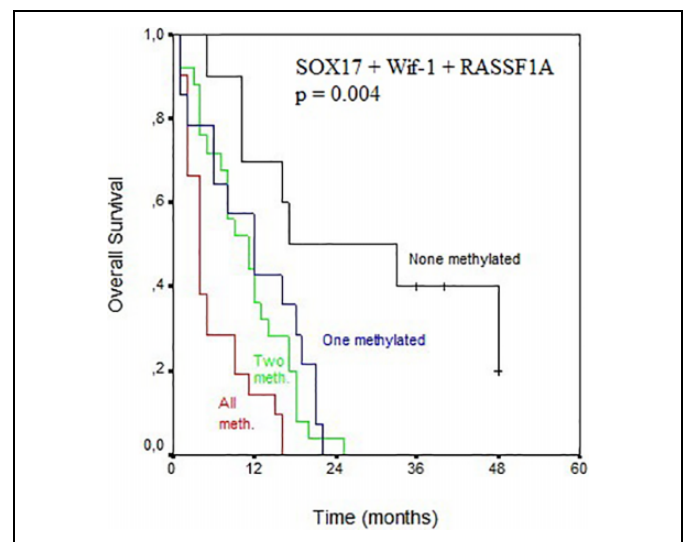 SOX17 + Wif-1 + RASSF1A
p = 0.004
Overall Survival
1,0
,8
,6
,4
,2
0,0
None methylated
One methylated
Two
meth.
All
meth.
0 12 24 36 48 60
Time (months)